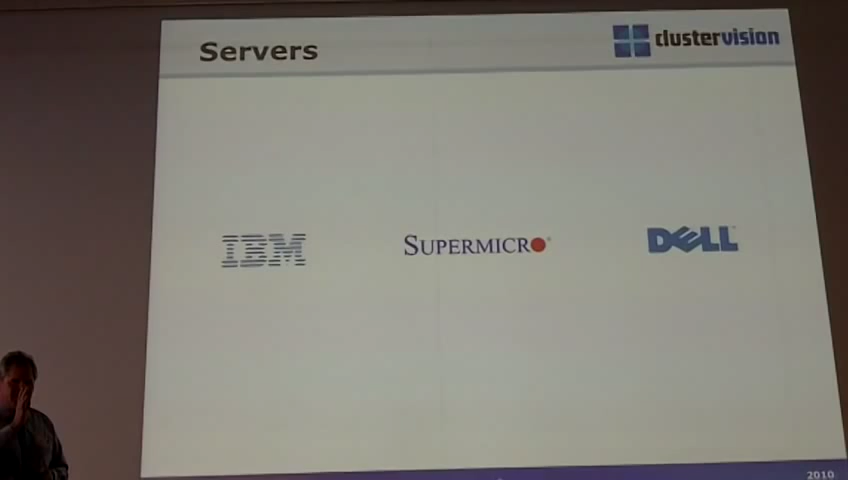 Servers
clustervision
IBM
SUPERMICRO
DELL
2010